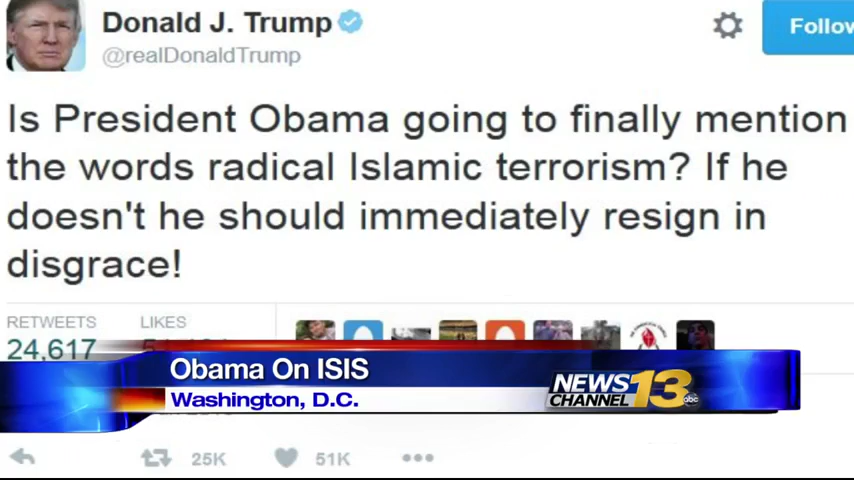 Donald J. Trump
@realDonaldTrump
Follow
Is President Obama going to finally mention
the words radical Islamic terrorism? If he
doesn't he should immediately resign in
disgrace!
RETWEETS LIKES
24,617
Obama On ISIS
Washington, D.C.
NEWS
CHANNEL 13 abc
25K 51K